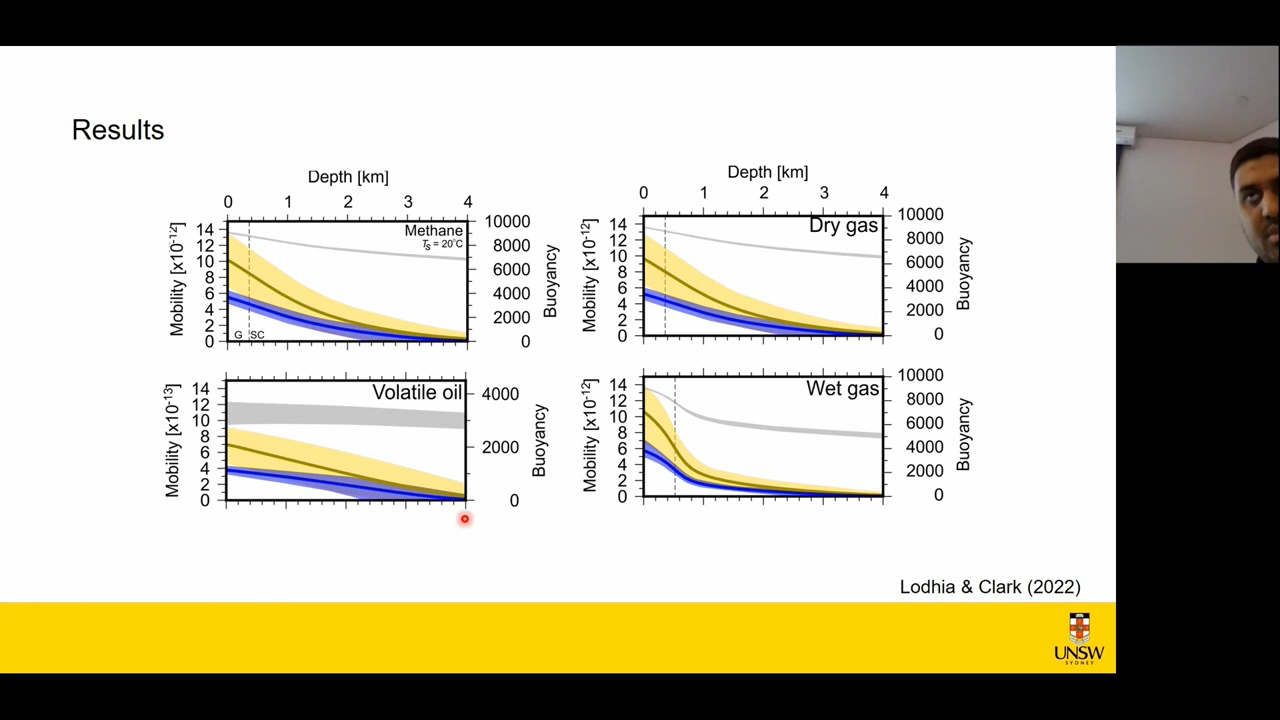 Results
Depth [km]
0 1 2 3 4
Mobility [x10-12]
14
12
10
8
6
4
2
0
Methane
Ts = 20°C
G SC
10000
8000
6000
4000
2000
0
Buoyancy
Depth [km]
0 1 2 3 4
Mobility [x10-12]
14
12
10
8
6
4
2
0
Dry gas
10000
8000
6000
4000
2000
0
Buoyancy
Mobility [x10-13]
14
12
10
8
6
4
2
0
Volatile oil
4000
2000
0
Buoyancy
Mobility [x10-12]
14
12
10
8
6
4
2
0
Wet gas
10000
8000
6000
4000
2000
0
Buoyancy
Lodhia & Clark (2022)
UNSW
SYDNEY